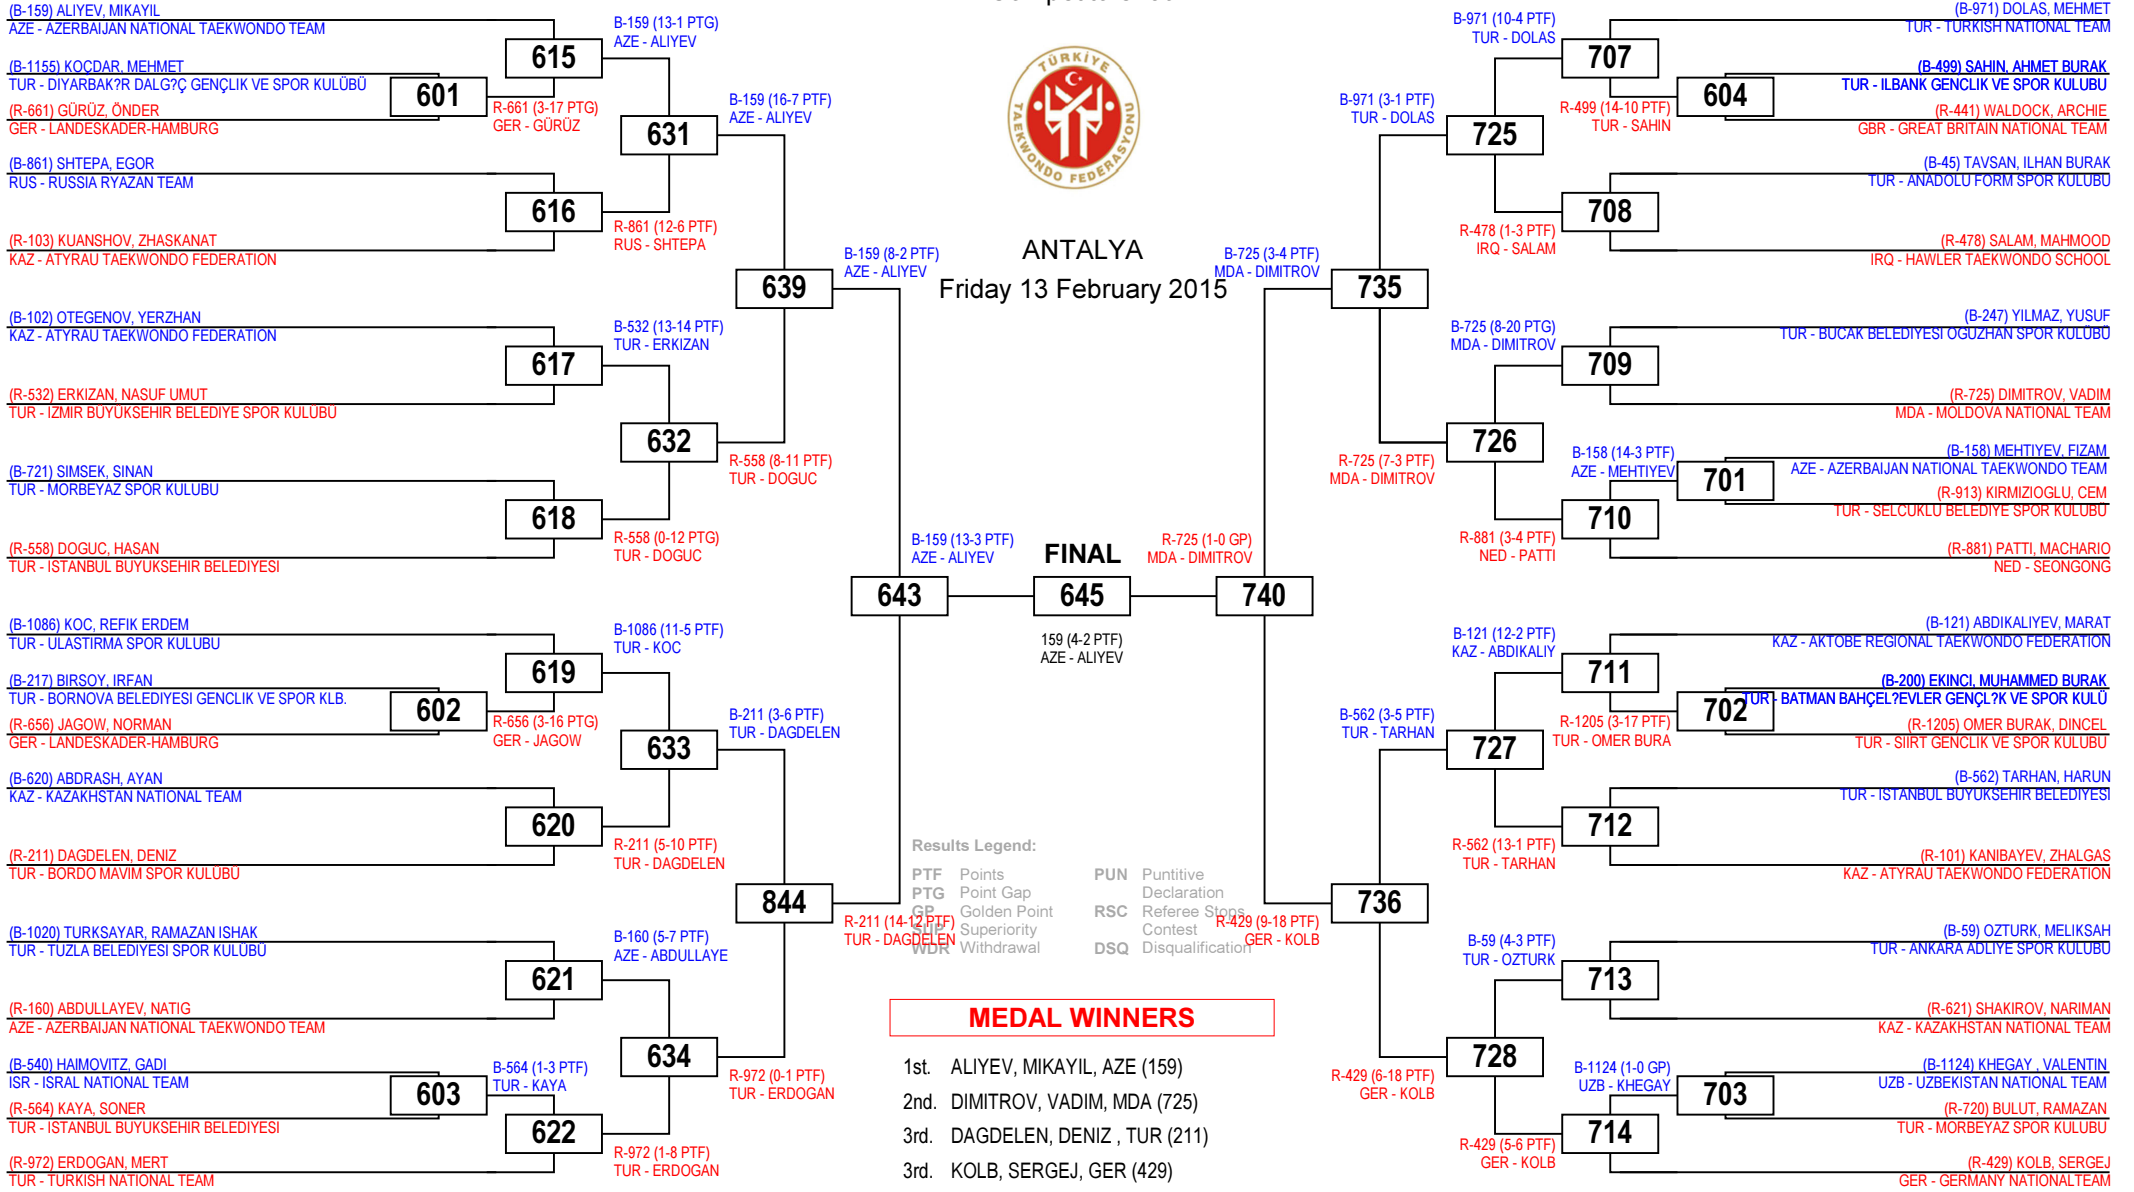 (B-159) ALIYEV, MIKAYIL
AZE - AZERBAIJAN NATIONAL TAEKWONDO TEAM
615
B-159 (13-1 PTG)
AZE - ALIYEV
(B-1155) KOÇDAR, MEHMET
TUR - DIYARBAK?R DALG?Ç GENÇLIK VE SPOR KULÜBÜ
601
(R-661) GÜRÜZ, ÖNDER
GER - LANDESKADER-HAMBURG
R-661 (3-17 PTG)
GER - GÜRÜZ
631
B-159 (16-7 PTF)
AZE - ALIYEV
(B-861) SHTEPA, EGOR
RUS - RUSSIA RYAZAN TEAM
616
R-861 (12-6 PTF)
RUS - SHTEPA
(R-103) KUANSHOV, ZHASKANAT
KAZ - ATYRAU TAEKWONDO FEDERATION
639
B-159 (8-2 PTF)
AZE - ALIYEV
(B-102) OTEGENOV, YERZHAN
KAZ - ATYRAU TAEKWONDO FEDERATION
617
B-532 (13-14 PTF)
TUR - ERKIZAN
(R-532) ERKIZAN, NASUF UMUT
TUR - IZMIR BÜYÜKSEHIR BELEDIYE SPOR KULÜBÜ
632
R-558 (8-11 PTF)
TUR - DOGUC
(B-721) SIMSEK, SINAN
TUR - MORBEYAZ SPOR KULUBU
618
R-558 (0-12 PTG)
TUR - DOGUC
(R-558) DOGUC, HASAN
TUR - ISTANBUL BUYUKSEHIR BELEDIYESI
643
B-159 (13-3 PTF)
AZE - ALIYEV
(B-1086) KOC, REFIK ERDEM
TUR - ULASTIRMA SPOR KULUBU
619
B-1086 (11-5 PTF)
TUR - KOC
(B-217) BIRSOY, IRFAN
TUR - BORNOVA BELEDIYESI GENCLIK VE SPOR KLB.
602
(R-656) JAGOW, NORMAN
GER - LANDESKADER-HAMBURG
R-656 (3-16 PTG)
GER - JAGOW
633
B-211 (3-6 PTF)
TUR - DAGDELEN
(B-620) ABDRASH, AYAN
KAZ - KAZAKHSTAN NATIONAL TEAM
620
R-211 (5-10 PTF)
TUR - DAGDELEN
(R-211) DAGDELEN, DENIZ
TUR - BORDO MAVIM SPOR KULÜBÜ
844
R-211 (14-12 PTF)
TUR - DAGDELEN
(B-1020) TURKSAYAR, RAMAZAN ISHAK
TUR - TUZLA BELEDIYESI SPOR KULÜBÜ
621
B-160 (5-7 PTF)
AZE - ABDULLAYE
(R-160) ABDULLAYEV, NATIG
AZE - AZERBAIJAN NATIONAL TAEKWONDO TEAM
634
R-972 (0-1 PTF)
TUR - ERDOGAN
(B-540) HAIMOVITZ, GADI
ISR - ISRAL NATIONAL TEAM
603
B-564 (1-3 PTF)
TUR - KAYA
(R-564) KAYA, SONER
TUR - ISTANBUL BUYUKSEHIR BELEDIYESI
622
R-972 (1-8 PTF)
TUR - ERDOGAN
(R-972) ERDOGAN, MERT
TUR - TURKISH NATIONAL TEAM
TÜRKİYE
TAEKWONDO FEDERASYONU
ANTALYA
Friday 13 February 2015
FINAL
645
159 (4-2 PTF)
AZE - ALIYEV
Results Legend:
PTF Points
PTG Point Gap
GP Golden Point
SUP Superiority
WDR Withdrawal
PUN Puntitive
Declaration
RSC Referee Stops
Contest
DSQ Disqualification
MEDAL WINNERS
1st. ALIYEV, MIKAYIL, AZE (159)
2nd. DIMITROV, VADIM, MDA (725)
3rd. DAGDELEN, DENIZ , TUR (211)
3rd. KOLB, SERGEJ, GER (429)
(B-971) DOLAS, MEHMET
TUR - TURKISH NATIONAL TEAM
B-971 (10-4 PTF)
TUR - DOLAS
707
(B-499) SAHIN, AHMET BURAK
TUR - ILBANK GENCLIK VE SPOR KULUBU
604
(R-441) WALDOCK, ARCHIE
GBR - GREAT BRITAIN NATIONAL TEAM
R-499 (14-10 PTF)
TUR - SAHIN
B-971 (3-1 PTF)
TUR - DOLAS
725
(B-45) TAVSAN, ILHAN BURAK
TUR - ANADOLU FORM SPOR KULUBU
708
R-478 (1-3 PTF)
IRQ - SALAM
(R-478) SALAM, MAHMOOD
IRQ - HAWLER TAEKWONDO SCHOOL
B-725 (3-4 PTF)
MDA - DIMITROV
735
(B-247) YILMAZ, YUSUF
TUR - BUCAK BELEDIYESI OGUZHAN SPOR KULÜBÜ
B-725 (8-20 PTG)
MDA - DIMITROV
709
(R-725) DIMITROV, VADIM
MDA - MOLDOVA NATIONAL TEAM
726
R-725 (7-3 PTF)
MDA - DIMITROV
(B-158) MEHTIYEV, FIZAM
AZE - AZERBAIJAN NATIONAL TAEKWONDO TEAM
B-158 (14-3 PTF)
AZE - MEHTIYEV
701
(R-913) KIRMIZIOGLU, CEM
TUR - SELCUKLU BELEDIYE SPOR KULUBU
710
R-881 (3-4 PTF)
NED - PATTI
(R-881) PATTI, MACHARIO
NED - SEONGONG
R-725 (1-0 GP)
MDA - DIMITROV
740
(B-121) ABDIKALIYEV, MARAT
KAZ - AKTOBE REGIONAL TAEKWONDO FEDERATION
B-121 (12-2 PTF)
KAZ - ABDIKALIY
711
(B-200) EKINCI, MUHAMMED BURAK
TUR - BATMAN BAHÇEL?EVLER GENÇL?K VE SPOR KULÜ
702
(R-1205) OMER BURAK, DINCEL
TUR - SIIRT GENCLIK VE SPOR KULUBU
R-1205 (3-17 PTF)
TUR - OMER BURA
B-562 (3-5 PTF)
TUR - TARHAN
727
(B-562) TARHAN, HARUN
TUR - ISTANBUL BUYUKSEHIR BELEDIYESI
712
R-562 (13-1 PTF)
TUR - TARHAN
(R-101) KANIBAYEV, ZHALGAS
KAZ - ATYRAU TAEKWONDO FEDERATION
736
R-429 (9-18 PTF)
GER - KOLB
(B-59) OZTURK, MELIKSAH
TUR - ANKARA ADLIYE SPOR KULUBU
B-59 (4-3 PTF)
TUR - OZTURK
713
(R-621) SHAKIROV, NARIMAN
KAZ - KAZAKHSTAN NATIONAL TEAM
728
R-429 (6-18 PTF)
GER - KOLB
(B-1124) KHEGAY , VALENTIN
UZB - UZBEKISTAN NATIONAL TEAM
B-1124 (1-0 GP)
UZB - KHEGAY
703
(R-720) BULUT, RAMAZAN
TUR - MORBEYAZ SPOR KULUBU
714
R-429 (5-6 PTF)
GER - KOLB
(R-429) KOLB, SERGEJ
GER - GERMANY NATIONALTEAM